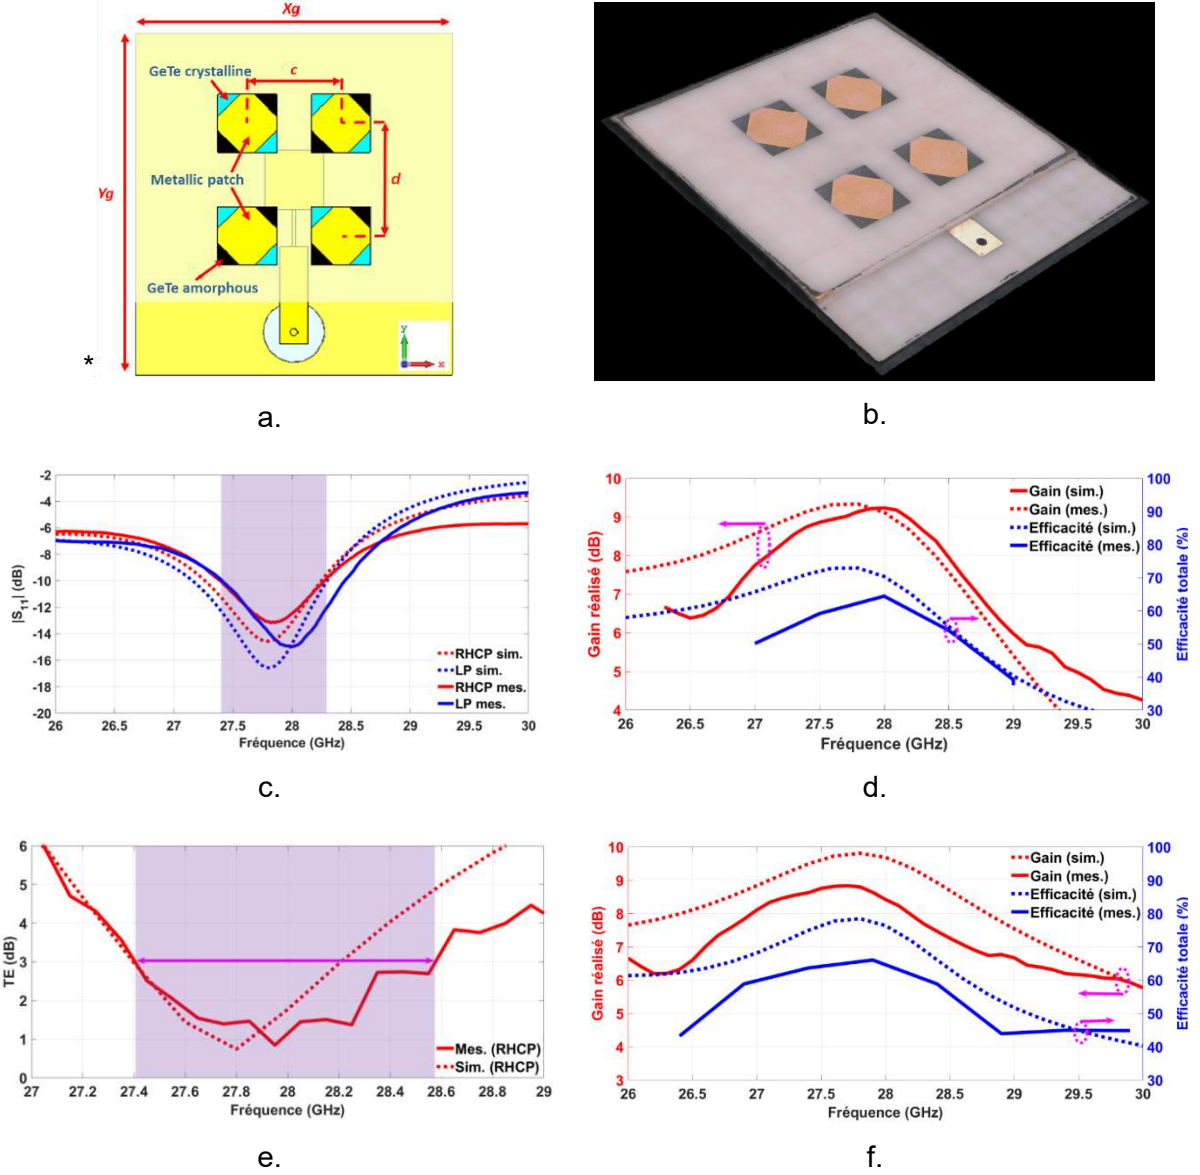 Xg
GeTe crystalline
c
Metallic patch
Yg
d
GeTe amorphous
y
x
*
a.
b.
-2
-4
-6
-8
-10
-12
-14
-16
-18
-20
|S11| (dB)
RHCP sim.
LP sim.
RHCP mes.
LP mes.
26 26.5 27 27.5 28 28.5 29 29.5 30
Fréquence (GHz)
c.
10
9
8
7
6
5
4
Gain réalisé (dB)
Gain (sim.)
Gain (mes.)
Efficacité (sim.)
Efficacité (mes.)
100
90
80
70
60
50
40
30
Efficacité totale (%)
26 26.5 27 27.5 28 28.5 29 29.5 30
Fréquence (GHz)
d.
6
5
4
3
2
1
0
TE (dB)
Mes. (RHCP)
Sim. (RHCP)
27 27.2 27.4 27.6 27.8 28 28.2 28.4 28.6 28.8 29
Fréquence (GHz)
e.
10
9
8
7
6
5
4
3
Gain réalisé (dB)
Gain (sim.)
Gain (mes.)
Efficacité (sim.)
Efficacité (mes.)
100
90
80
70
60
50
40
30
Efficacité totale (%)
26 26.5 27 27.5 28 28.5 29 29.5 30
Fréquence (GHz)
f.